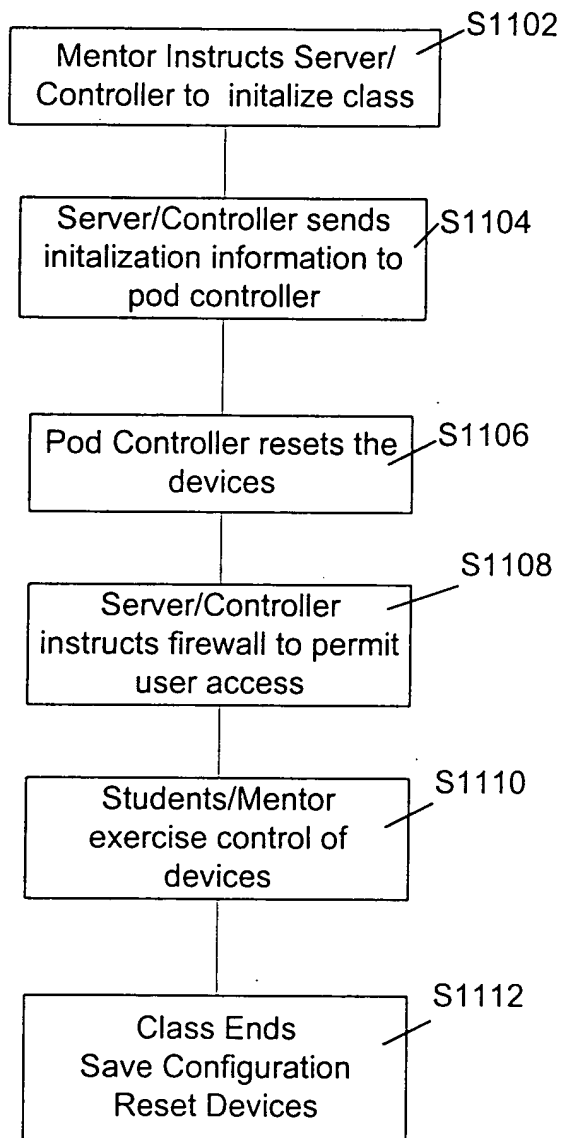 S1102
Mentor Instructs Server/
Controller to initalize class
Server/Controller sends
initalization information to
pod controller
S1104
Pod Controller resets the
devices
S1106
S1108
Server/Controller
instructs firewall to permit
user access
Students/Mentor
exercise control of
devices
S1110
S1112
Class Ends
Save Configuration
Reset Devices